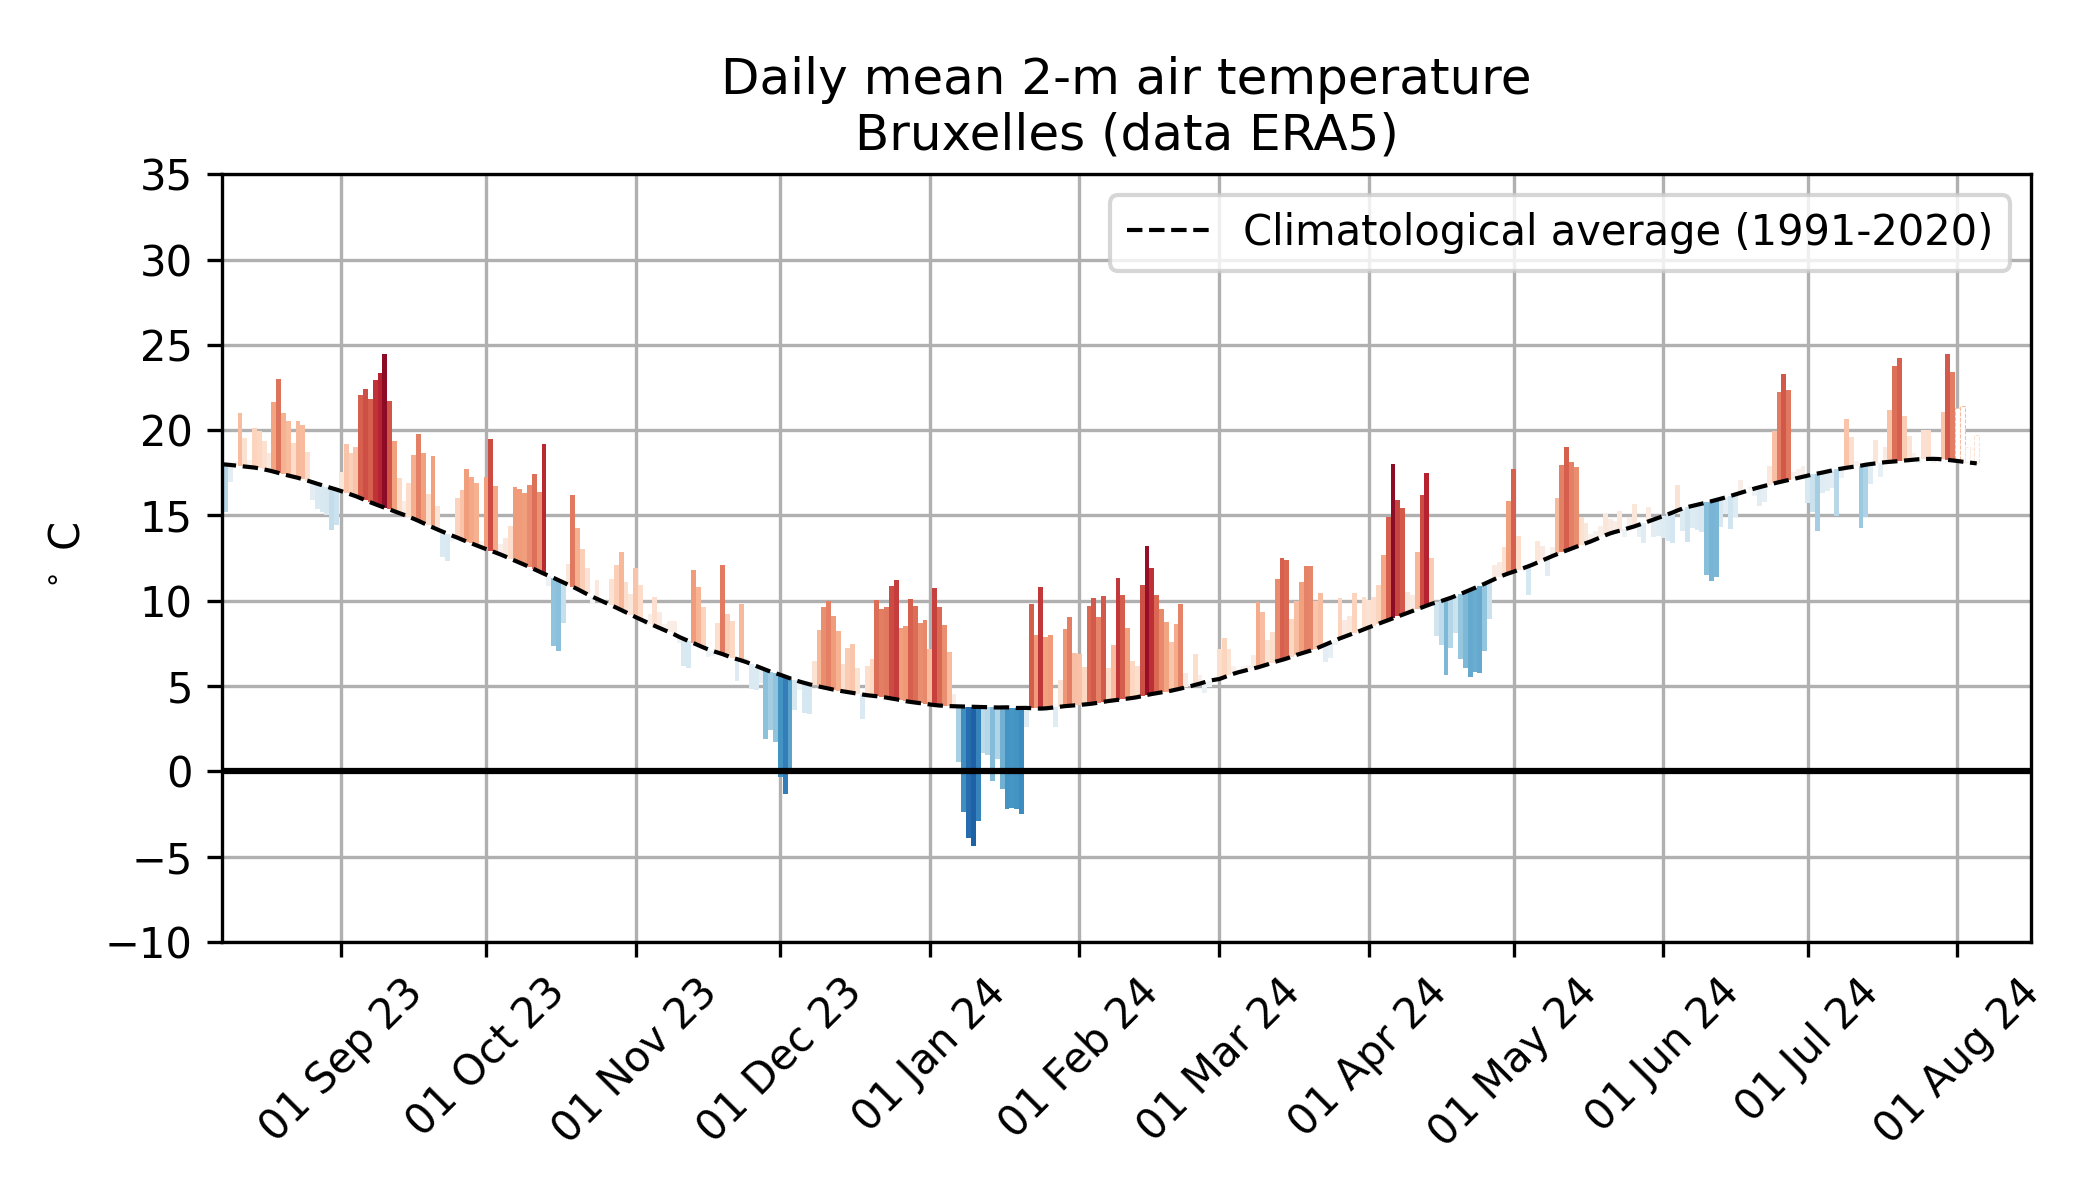 Daily mean 2-m air temperature
Bruxelles (data ERA5)
Climatological average (1991-2020)
35
30
25
20
15
10
5
0
−5
−10
° C
01 Sep 23
01 Oct 23
01 Nov 23
01 Dec 23
01 Jan 24
01 Feb 24
01 Mar 24
01 Apr 24
01 May 24
01 Jun 24
01 Jul 24
01 Aug 24